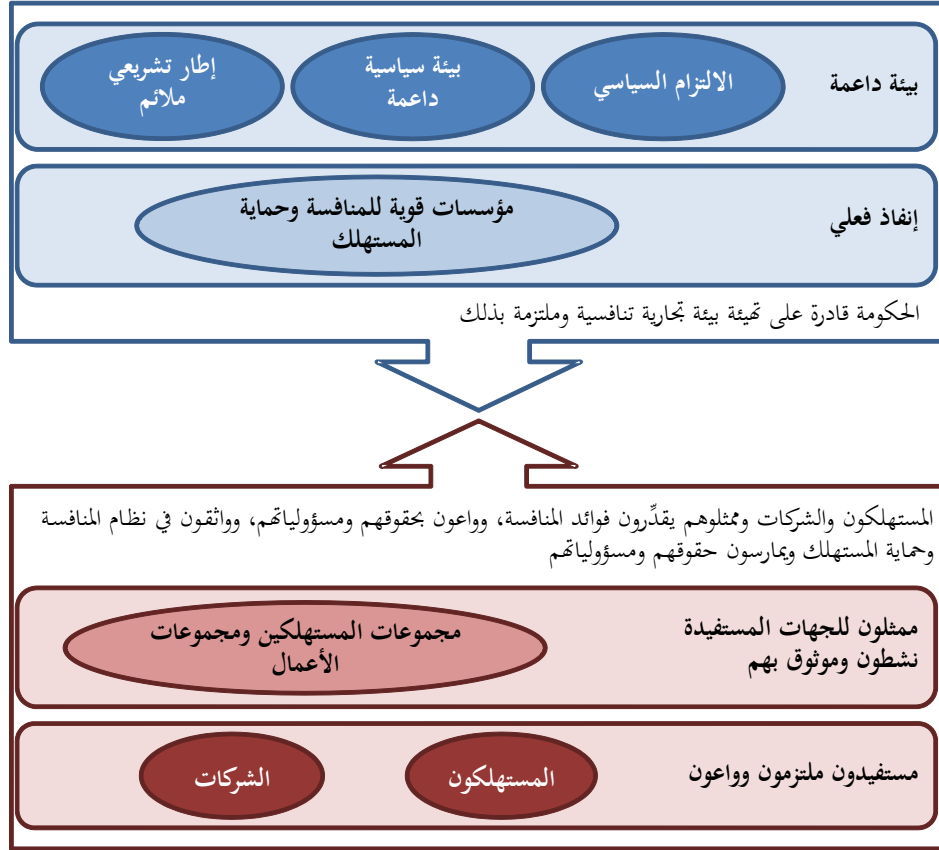 بيئة داعمة
الالتزام السياسي
بيئة سياسية
داعمة
إطار تشريعي
ملائم
إنفاذ فعلي
مؤسسات قوية للمنافسة وحماية
المستهلك
الحكومة قادرة على تهيئة بيئة تجارية تنافسية وملتزمة بذلك
المستهلكون والشركات وممثلوهم يقدِّرون فوائد المنافسة، وواعون بحقوقهم ومسؤولياتهم، وواثقون في نظام المنافسة
وحماية المستهلك ويمارسون حقوقهم ومسؤولياتهم
ممثلون للجهات المستفيدة
نشطون وموثوق بهم
مجموعات المستهلكين ومجموعات
الأعمال
مستفيدون ملتزمون وواعون
المستهلكون
الشركات